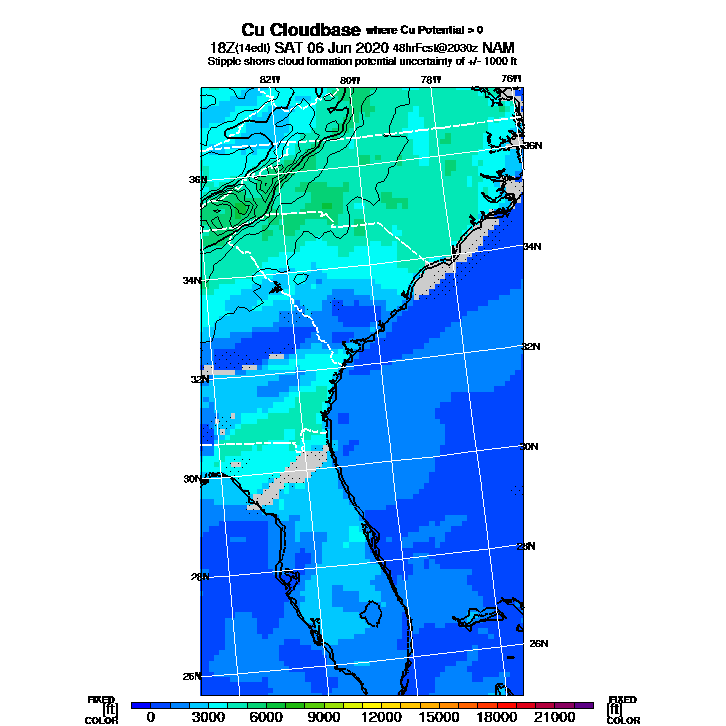 Cu Cloudbase where Cu Potential > 0
18Z(14edt) SAT 06 Jun 2020 48hrFcst@2030z NAM
Stipple shows cloud formation potential uncertainty of +/- 1000 ft
82W 80W 78W 76W
36N
36N
34N
34N
32N
32N
30N
30N
28N
28N
26N
26N
FIXED
[ft]
COLOR
0 3000 6000 9000 12000 15000 18000 21000
FIXED
[ft]
COLOR